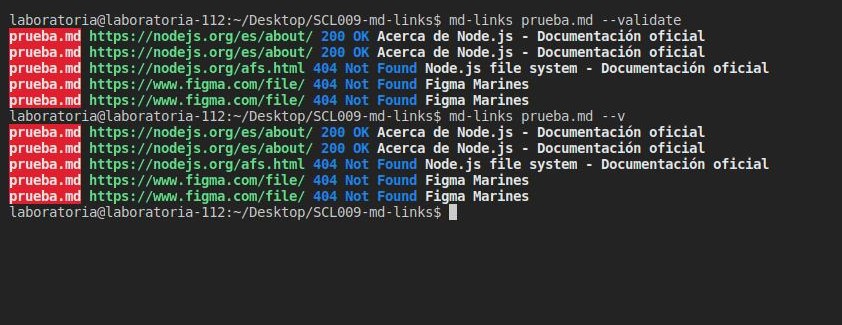 laboratoria@laboratoria-112:~/Desktop/SCL009-md-links$ md-links prueba.md --validate
prueba.md https://nodejs.org/es/about/ 200 OK Acerca de Node.js - Documentación oficial
prueba.md https://nodejs.org/es/about/ 200 OK Acerca de Node.js - Documentación oficial
prueba.md https://nodejs.org/afs.html 404 Not Found Node.js file system - Documentación oficial
prueba.md https://www.figma.com/file/ 404 Not Found Figma Marines
prueba.md https://www.figma.com/file/ 404 Not Found Figma Marines
laboratoria@laboratoria-112:~/Desktop/SCL009-md-links$ md-links prueba.md --v
prueba.md https://nodejs.org/es/about/ 200 OK Acerca de Node.js - Documentación oficial
prueba.md https://nodejs.org/es/about/ 200 OK Acerca de Node.js - Documentación oficial
prueba.md https://nodejs.org/afs.html 404 Not Found Node.js file system - Documentación oficial
prueba.md https://www.figma.com/file/ 404 Not Found Figma Marines
prueba.md https://www.figma.com/file/ 404 Not Found Figma Marines
laboratoria@laboratoria-112:~/Desktop/SCL009-md-links$